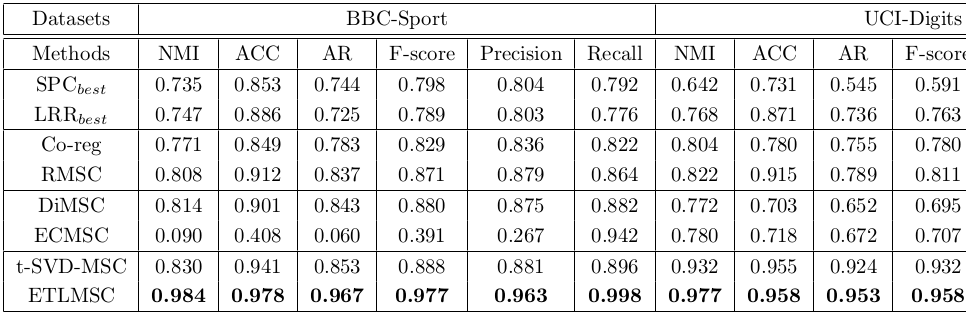 Datasets BBC-Sport UCI-Digits
Methods NMI ACC AR F-score Precision Recall NMI ACC AR F-score
SPCbest 0.735 0.853 0.744 0.798 0.804 0.792 0.642 0.731 0.545 0.591
LRRbest 0.747 0.886 0.725 0.789 0.803 0.776 0.768 0.871 0.736 0.763
Co-reg 0.771 0.849 0.783 0.829 0.836 0.822 0.804 0.780 0.755 0.780
RMSC 0.808 0.912 0.837 0.871 0.879 0.864 0.822 0.915 0.789 0.811
DiMSC 0.814 0.901 0.843 0.880 0.875 0.882 0.772 0.703 0.652 0.695
ECMSC 0.090 0.408 0.060 0.391 0.267 0.942 0.780 0.718 0.672 0.707
t-SVD-MSC 0.830 0.941 0.853 0.888 0.881 0.896 0.932 0.955 0.924 0.932
ETLMSC 0.984 0.978 0.967 0.977 0.963 0.998 0.977 0.958 0.953 0.958